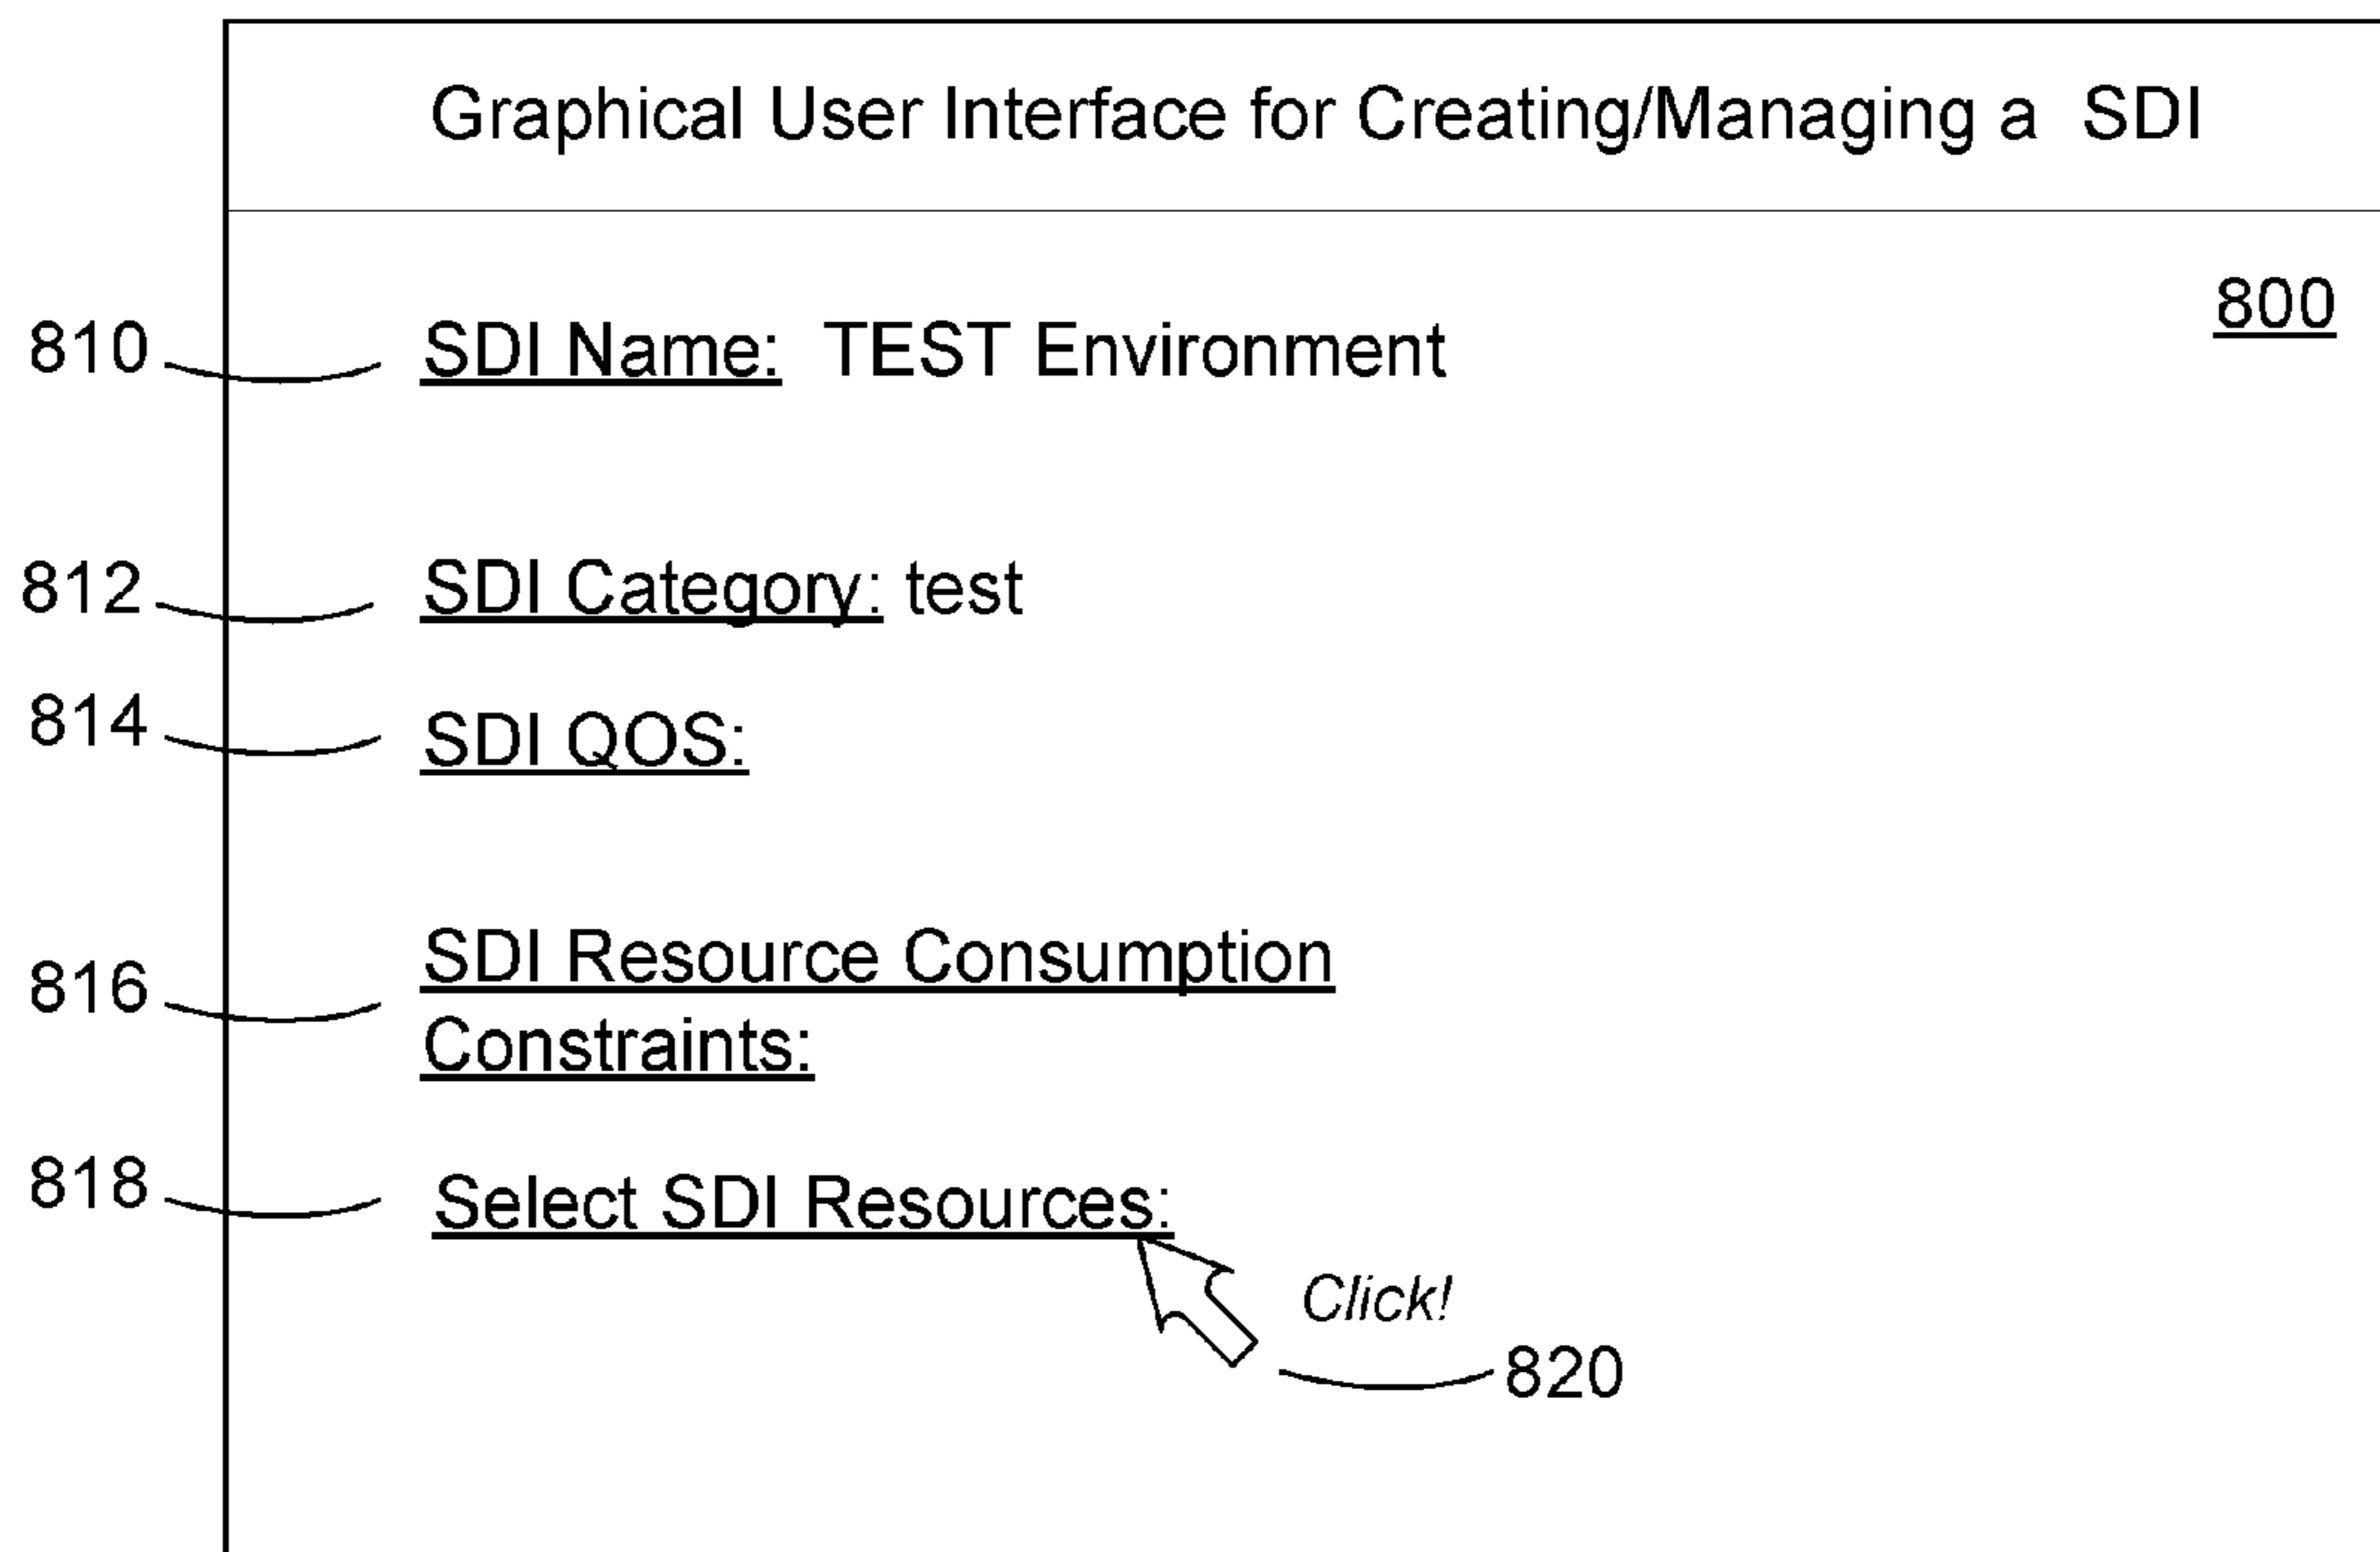 Graphical User Interface for Creating/Managing a SDI
800
810 SDI Name: TEST Environment
812 SDI Category: test
814 SDI QOS:
816 SDI Resource Consumption
Constraints:
818 Select SDI Resources:
Click!
820